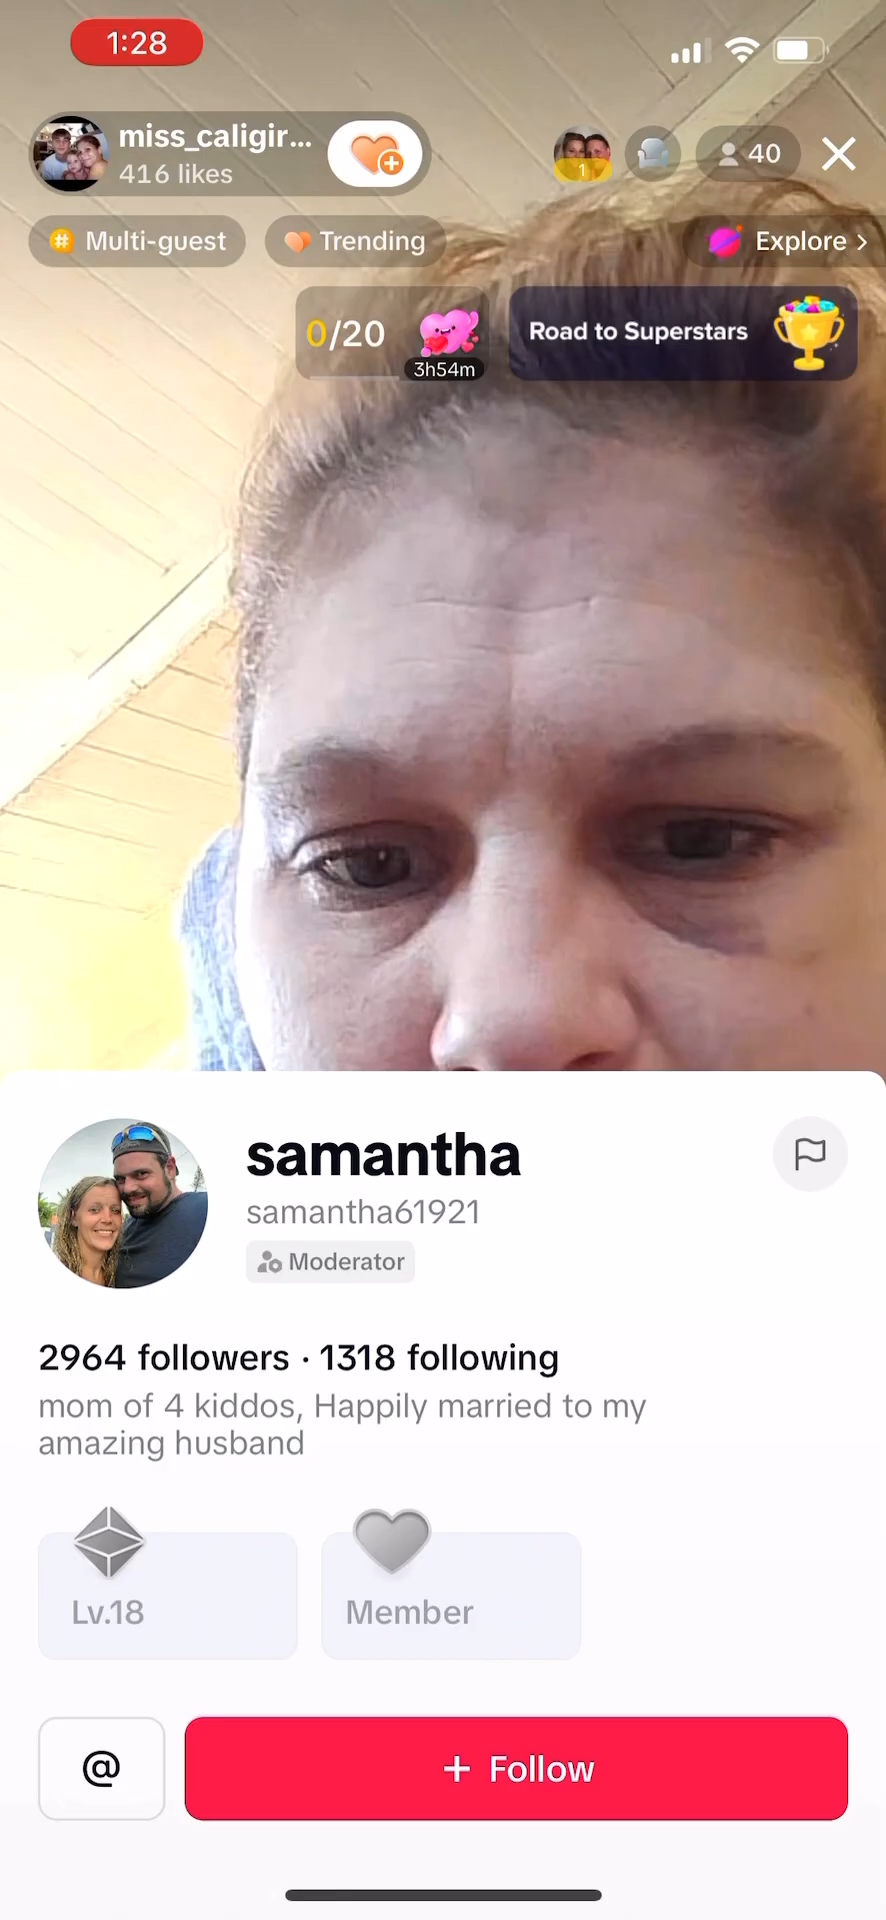 1:28
miss_caligir...
416 likes
1
40
Multi-guest
Trending
Explore >
0/20
3h54m
Road to Superstars
samantha
samantha61921
Moderator
2964 followers · 1318 following
mom of 4 kiddos, Happily married to my
amazing husband
Lv.18
Member
@
+ Follow